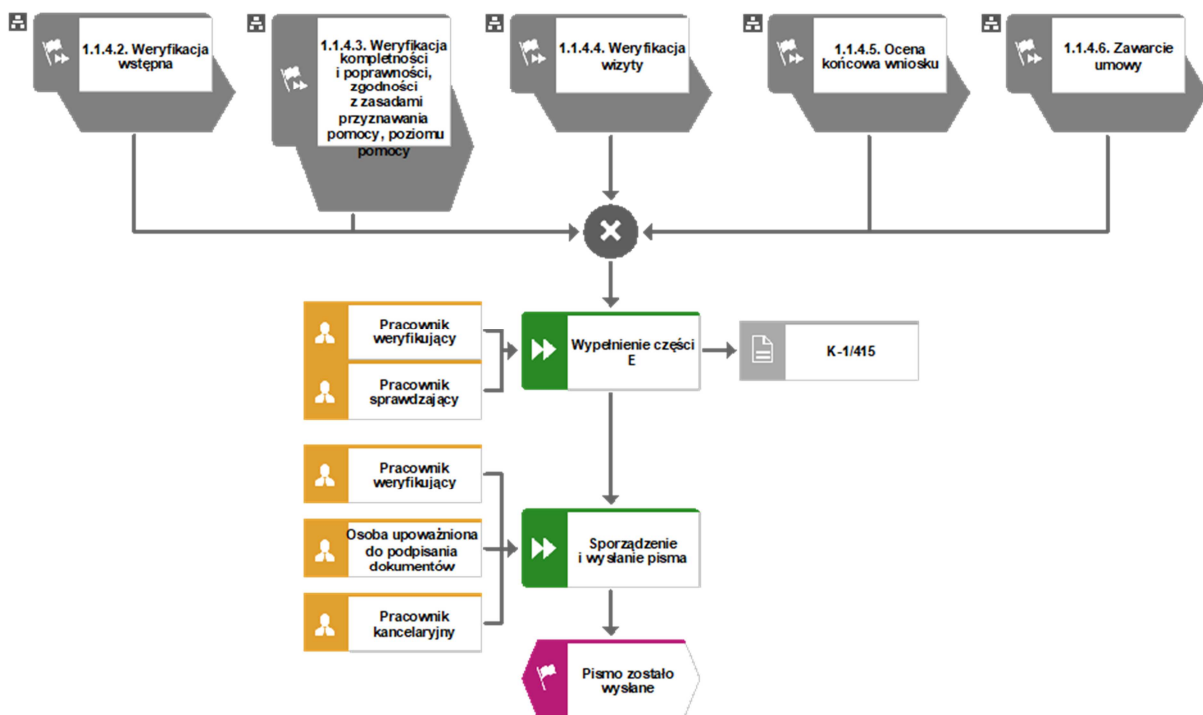 1.1.4.2. Weryfikacja
wstępna
1.1.4.3. Weryfikacja
kompletności
i poprawności,
zgodności
z zasadami
przyznawania
pomocy, poziomu
pomocy
1.1.4.4. Weryfikacja
wizyty
1.1.4.5. Ocena
końcowa wniosku
1.1.4.6. Zawarcie
umowy
Pracownik
weryfikujący
Pracownik
sprawdzający
Wypełnienie części
E
K-1/415
Pracownik
weryfikujący
Osoba upoważniona
do podpisania
dokumentów
Pracownik
kancelaryjny
Sporządzenie
i wysłanie pisma
Pismo zostało
wysłane